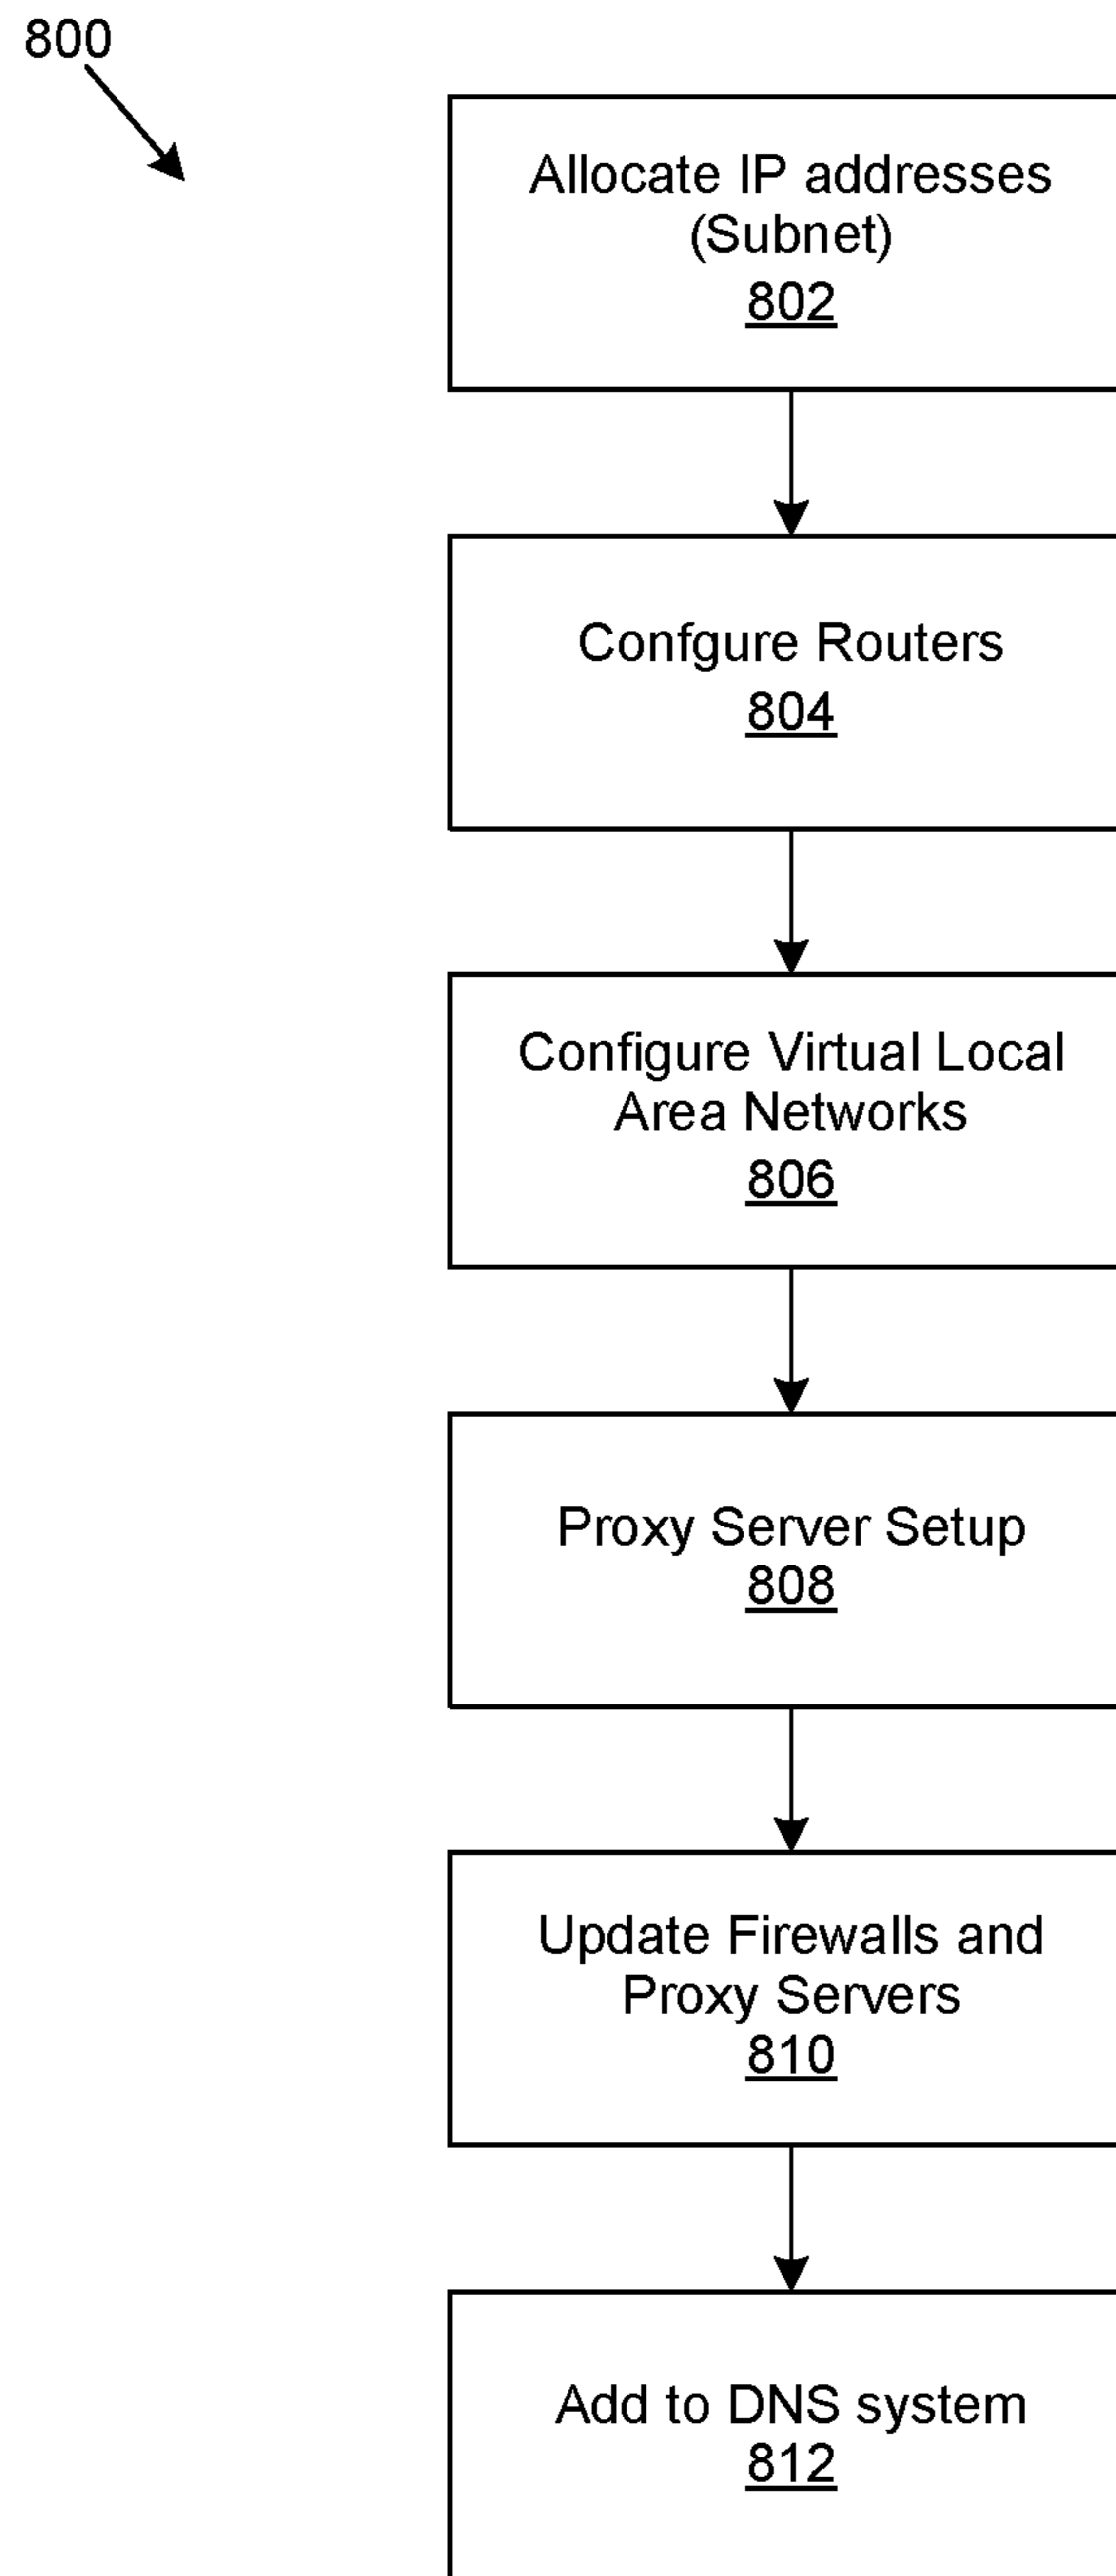 800
Allocate IP addresses
(Subnet)
802
Confgure Routers
804
Configure Virtual Local
Area Networks
806
Proxy Server Setup
808
Update Firewalls and
Proxy Servers
810
Add to DNS system
812